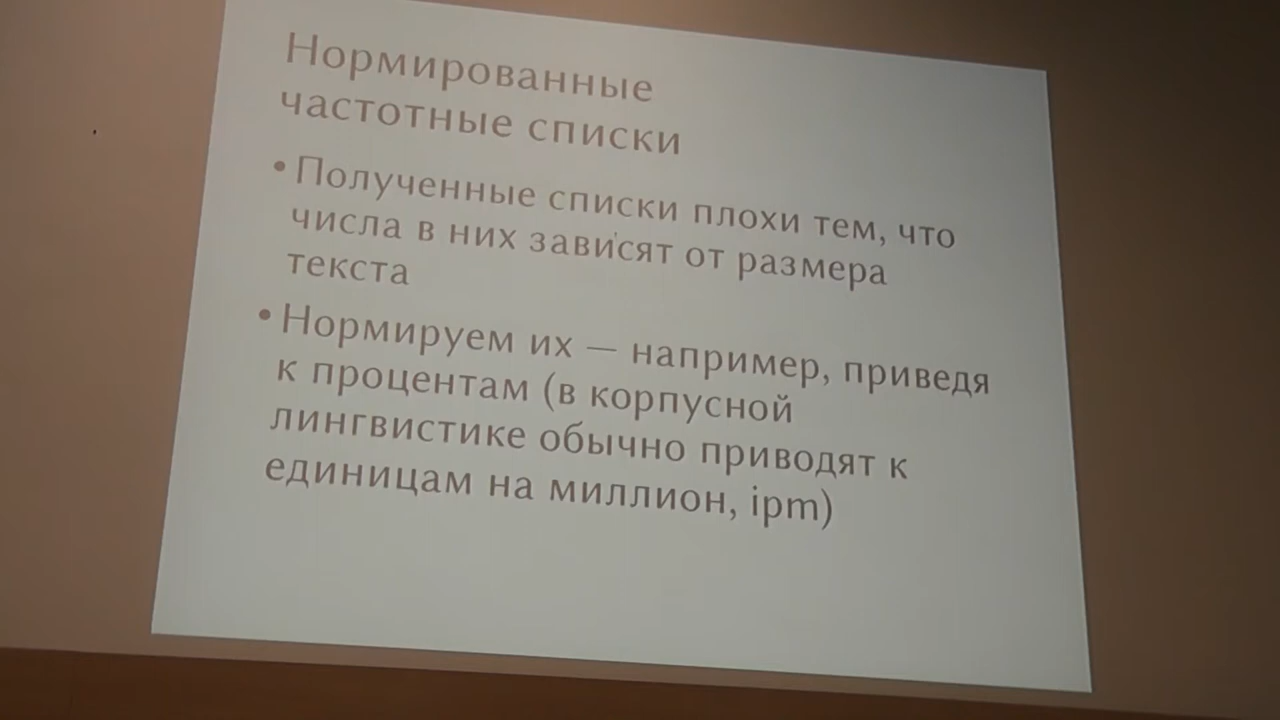 Нормированные
частотные списки
• Полученные списки плохи тем, что
числа в них зависят от размера
текста
• Нормируем их — например, приведя
к процентам (в корпусной
лингвистике обычно приводят к
единицам на миллион, ipm)